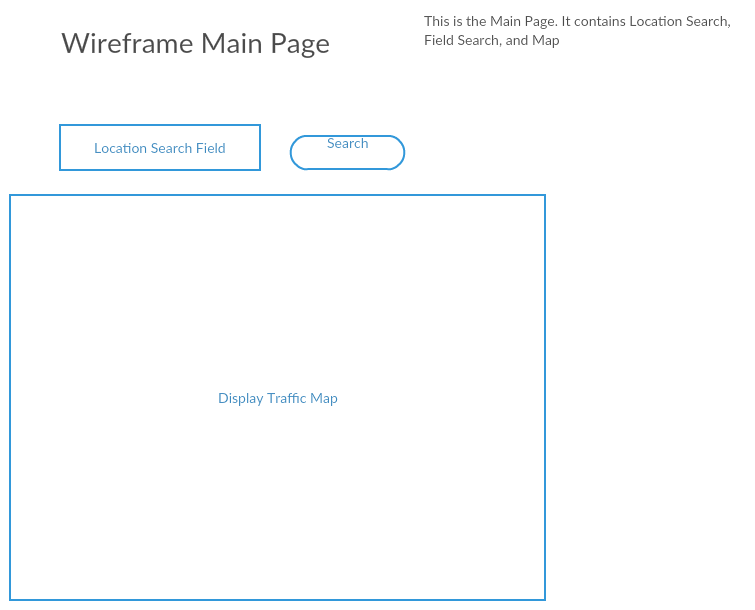 Wireframe Main Page
This is the Main Page. It contains Location Search,
Field Search, and Map
Location Search Field
Search
Display Traffic Map